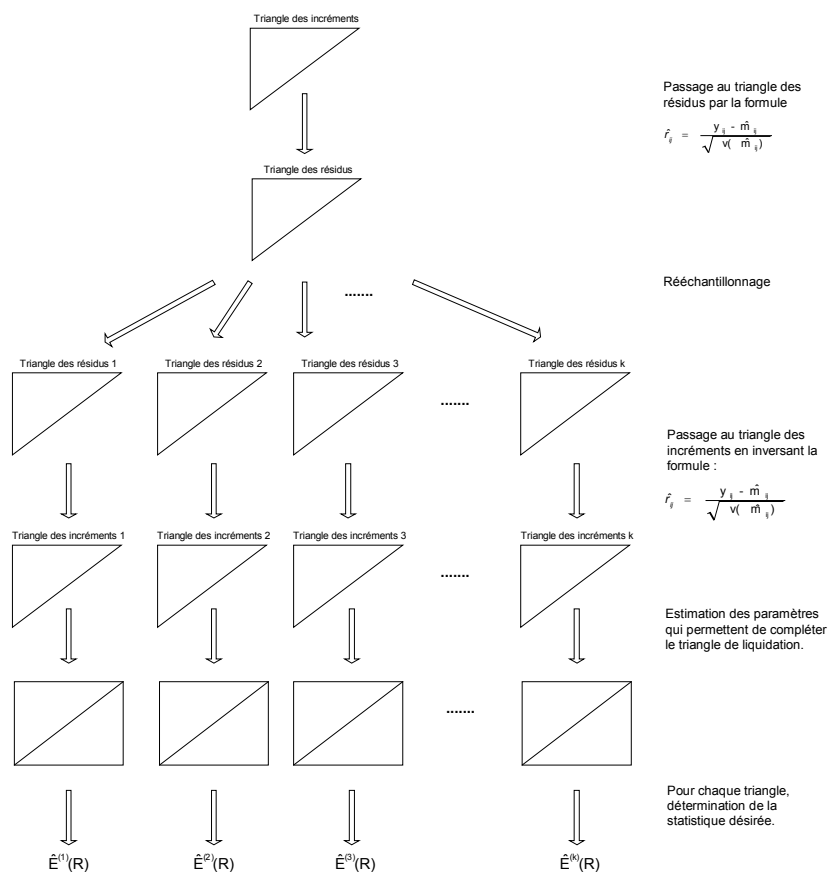 Triangle des incréments
Passage au triangle des
résidus par la formule
r̂ij = y ij - m̂ ij
√ v( m̂ ij)
Triangle des résidus
.......
Rééchantillonnage
Triangle des résidus 1 Triangle des résidus 2 Triangle des résidus 3 Triangle des résidus k
.......
Passage au triangle des
incréments en inversant la
formule :
r̂ij = y ij - m̂ ij
√ v( m̂ ij)
Triangle des incréments 1 Triangle des incréments 2 Triangle des incréments 3 Triangle des incréments k
.......
Estimation des paramètres
qui permettent de compléter
le triangle de liquidation.
.......
Pour chaque triangle,
détermination de la
statistique désirée.
Ê(1)(R) Ê(2)(R) Ê(3)(R) Ê(k)(R)